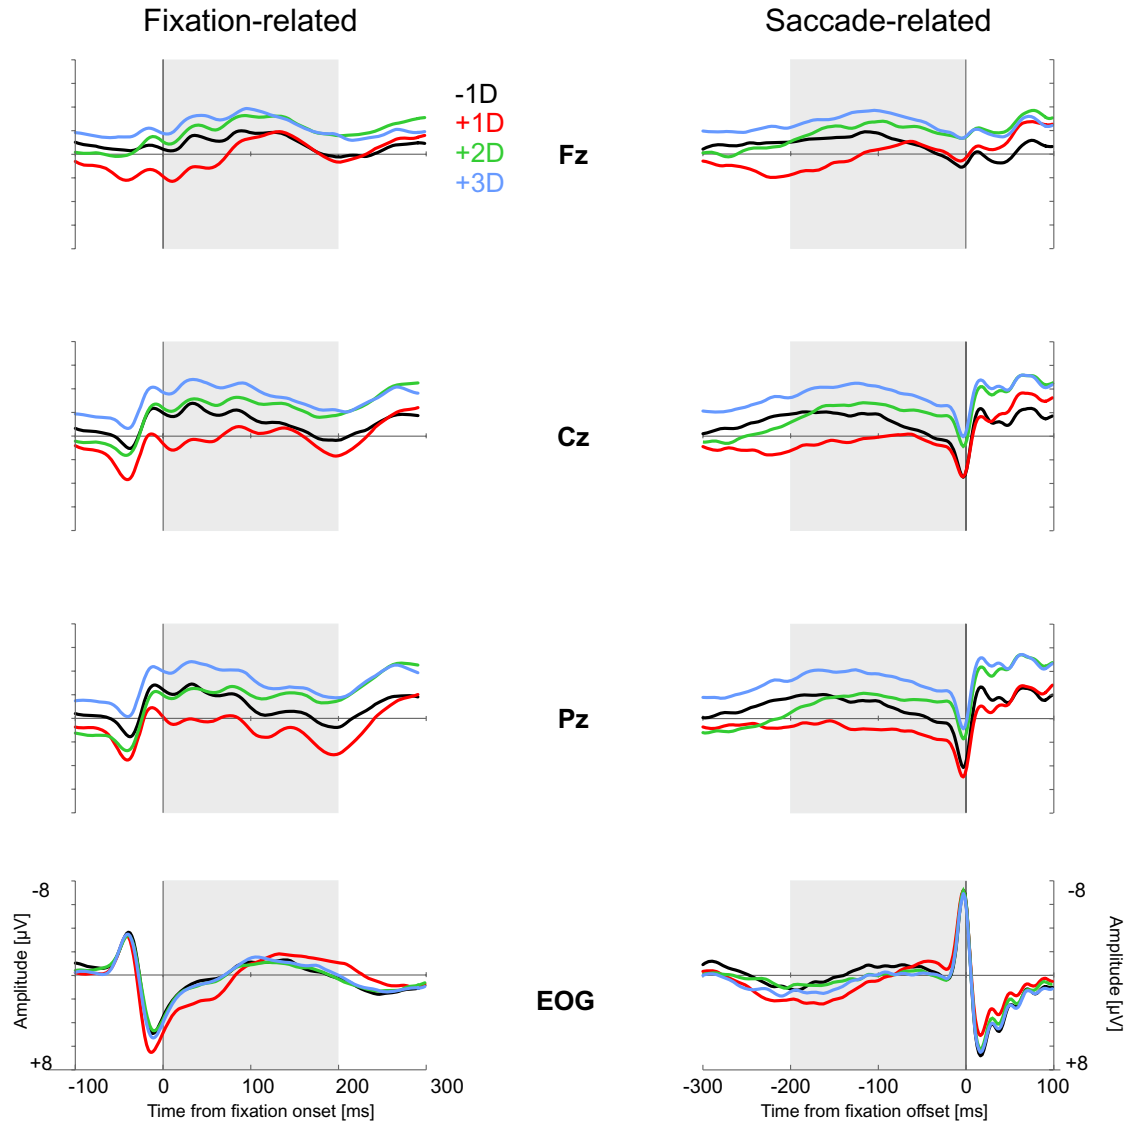 Fixation-related
Saccade-related
-1D
+1D
+2D
+3D
Fz
Cz
Pz
EOG
-8
Amplitude [µV]
+8
-100 0 100 200 300
Time from fixation onset [ms]
-8
Amplitude [µV]
+8
-300 -200 -100 0 100
Time from fixation offset [ms]